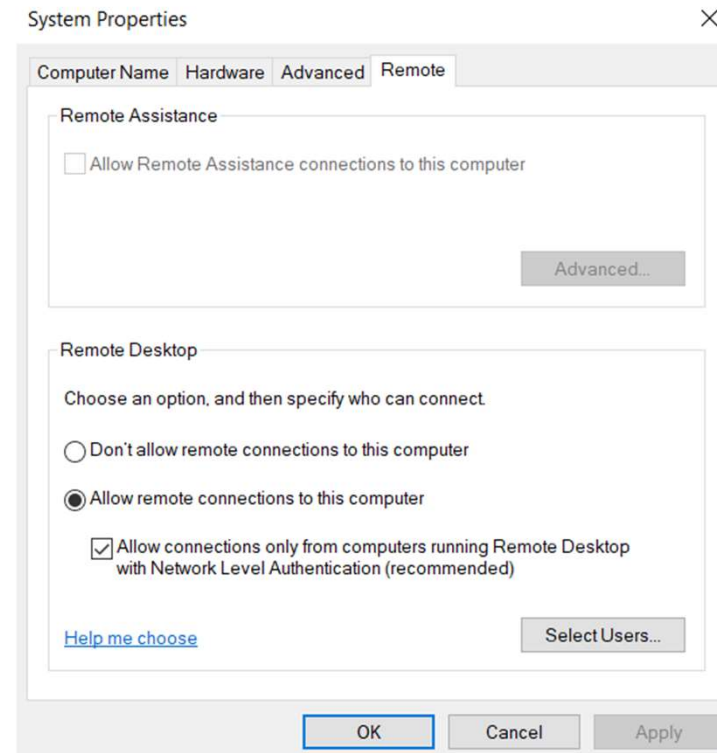 System Properties
Computer Name Hardware Advanced Remote
Remote Assistance
Allow Remote Assistance connections to this computer
Advanced...
Remote Desktop
Choose an option, and then specify who can connect.
Don't allow remote connections to this computer
Allow remote connections to this computer
Allow connections only from computers running Remote Desktop
with Network Level Authentication (recommended)
Help me choose Select Users...
OK Cancel Apply